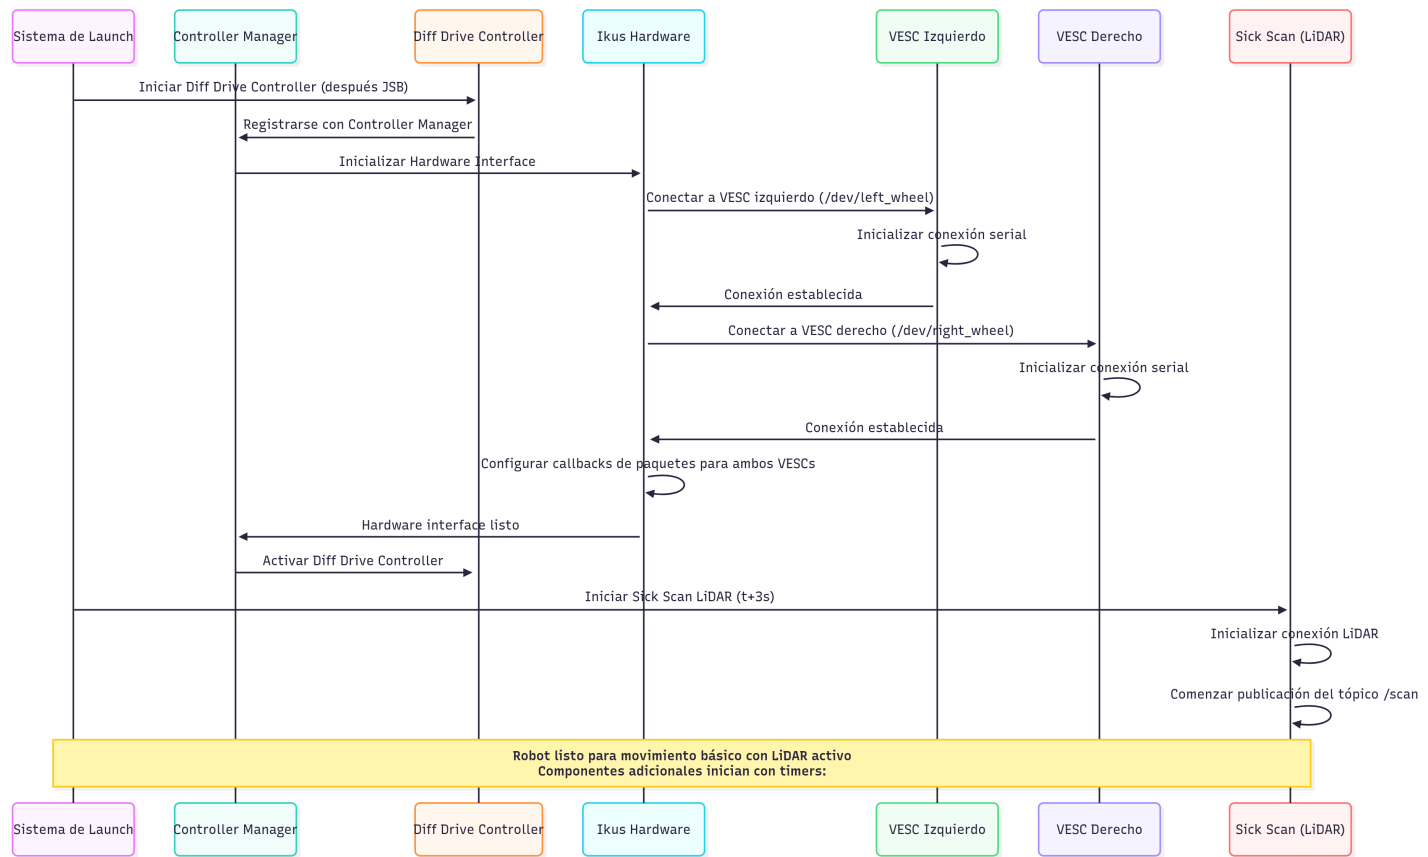 Sistema de Launch
Controller Manager
Diff Drive Controller
Ikus Hardware
VESC Izquierdo
VESC Derecho
Sick Scan (LiDAR)
Iniciar Diff Drive Controller (después JSB)
Registrarse con Controller Manager
Inicializar Hardware Interface
Conectar a VESC izquierdo (/dev/left_wheel)
Inicializar conexión serial
Conexión establecida
Conectar a VESC derecho (/dev/right_wheel)
Inicializar conexión serial
Conexión establecida
Configurar callbacks de paquetes para ambos VESCs
Hardware interface listo
Activar Diff Drive Controller
Iniciar Sick Scan LiDAR (t+3s)
Inicializar conexión LiDAR
Comenzar publicación del tópico /scan
Robot listo para movimiento básico con LiDAR activo
Componentes adicionales inician con timers:
Sistema de Launch
Controller Manager
Diff Drive Controller
Ikus Hardware
VESC Izquierdo
VESC Derecho
Sick Scan (LiDAR)